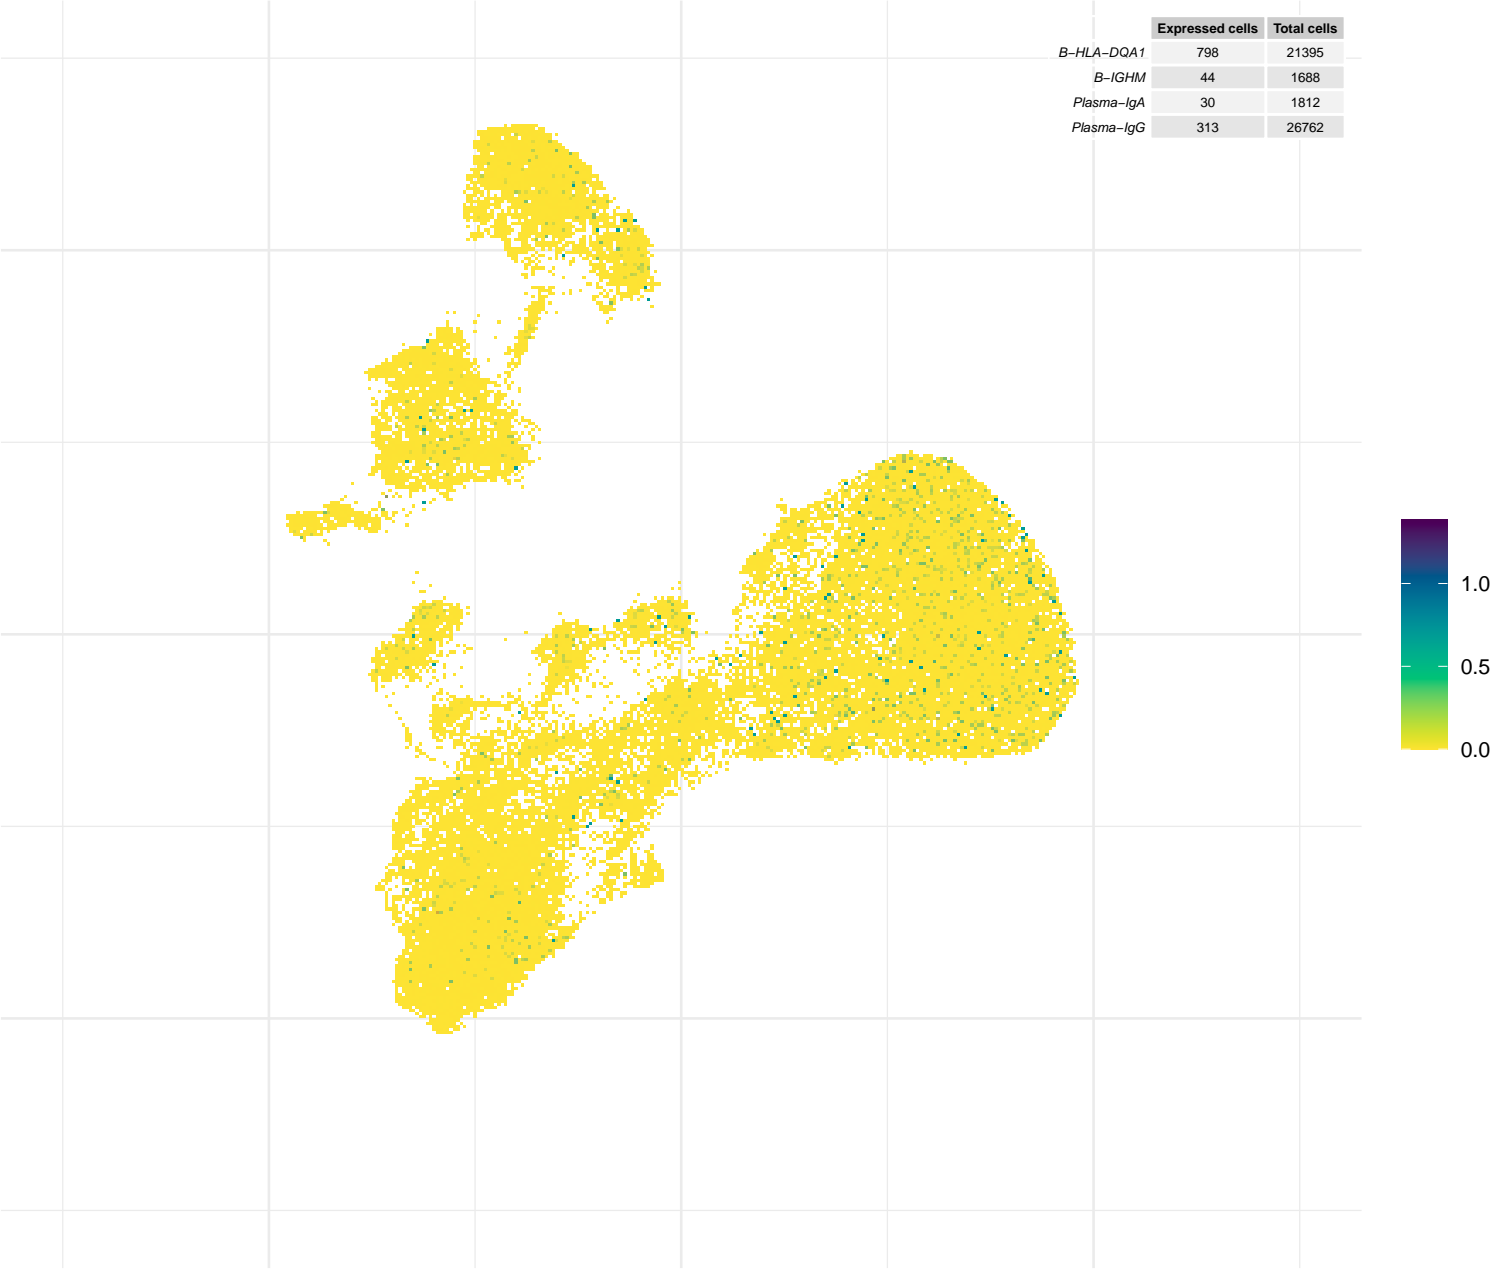 Expressed cells Total cells
B−HLA−DQA1 798 21395
B−IGHM 44 1688
Plasma−IgA 30 1812
Plasma−IgG 313 26762
1.0
0.5
0.0